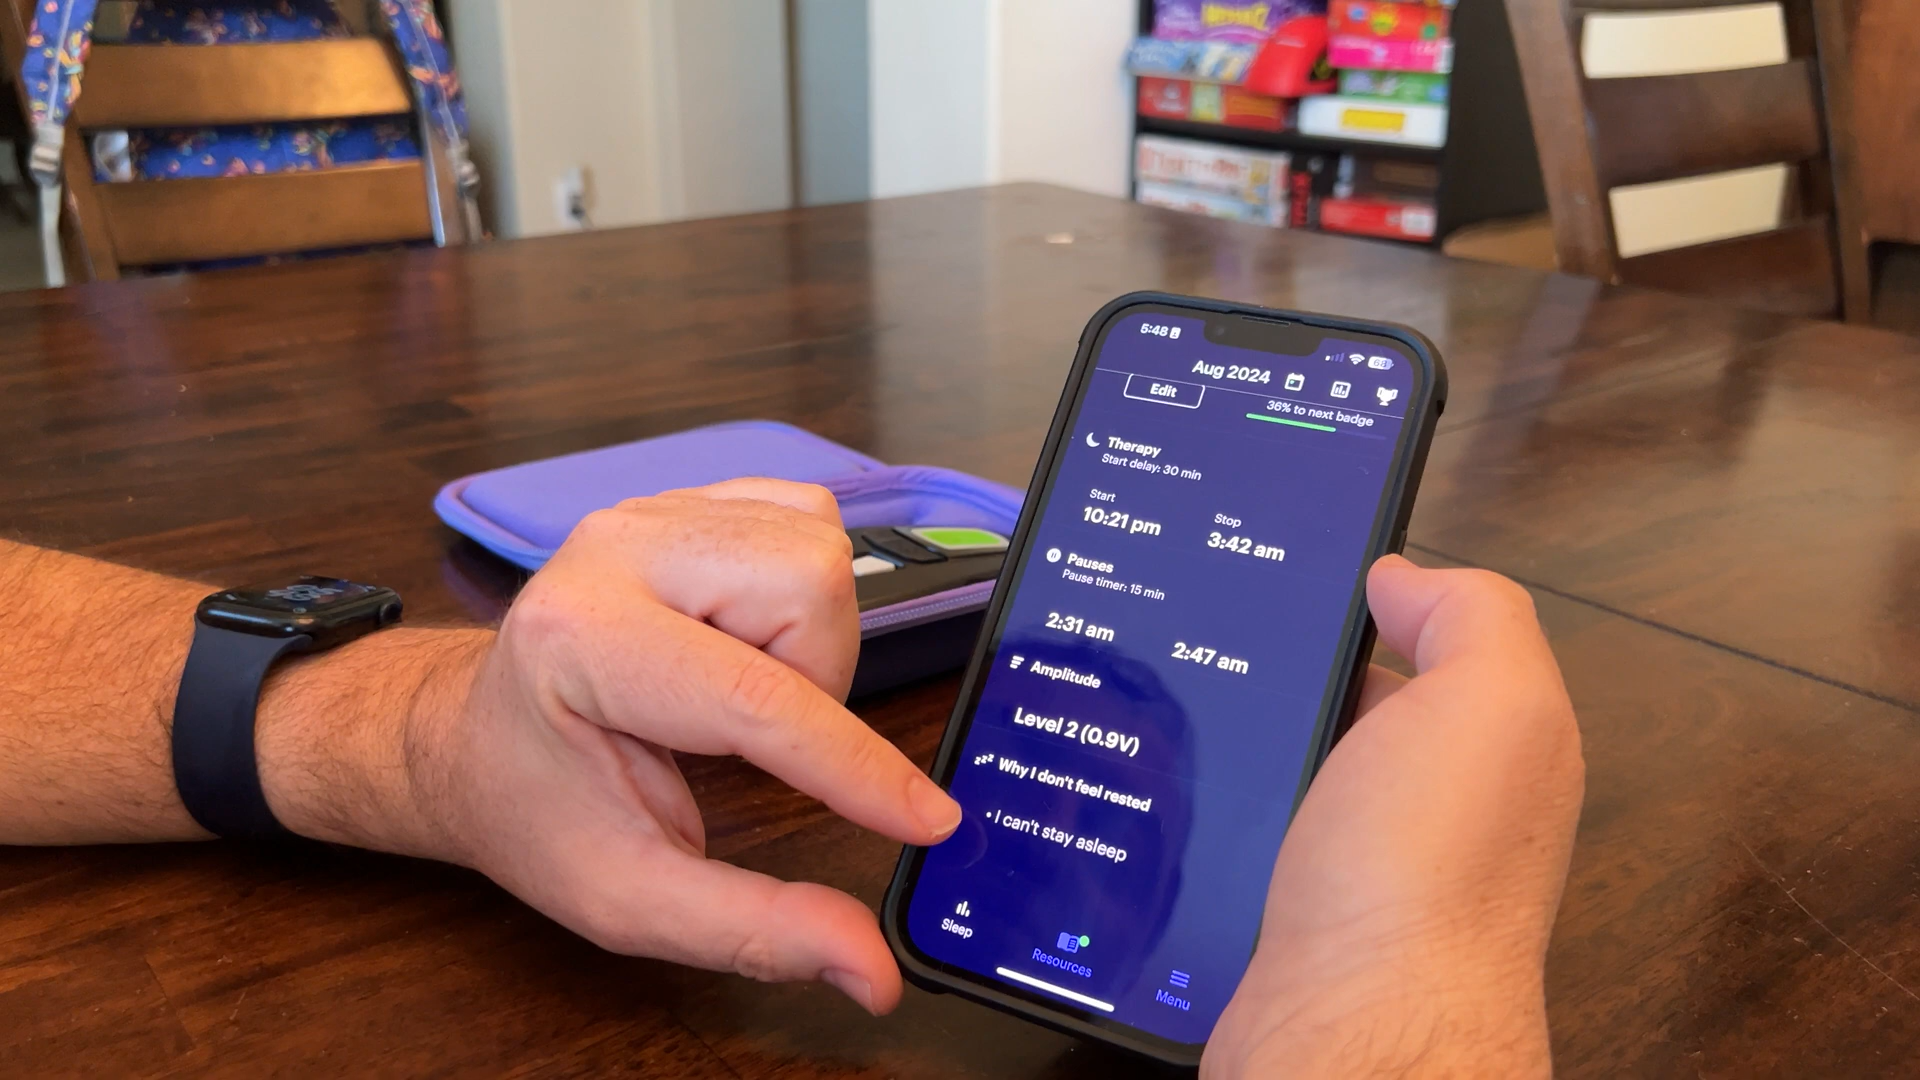 5:48
68
Aug 2024
Edit
36% to next badge
Therapy
Start delay: 30 min
Start
Stop
10:21 pm
3:42 am
Pauses
Pause timer: 15 min
2:31 am
2:47 am
Amplitude
Level 2 (0.9V)
zzz Why I don't feel rested
• I can't stay asleep
Sleep
Resources
Menu